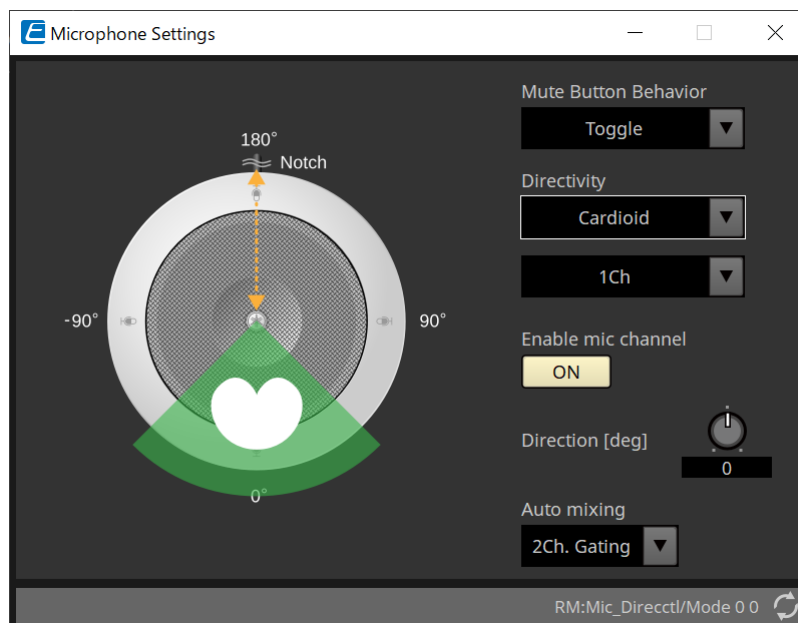 Microphone Settings
Mute Button Behavior
Toggle
180°
Notch
Directivity
Cardioid
1Ch
-90°
90°
Enable mic channel
ON
Direction [deg]
0
0°
Auto mixing
2Ch. Gating
RM:Mic_Direcctl/Mode 0 0